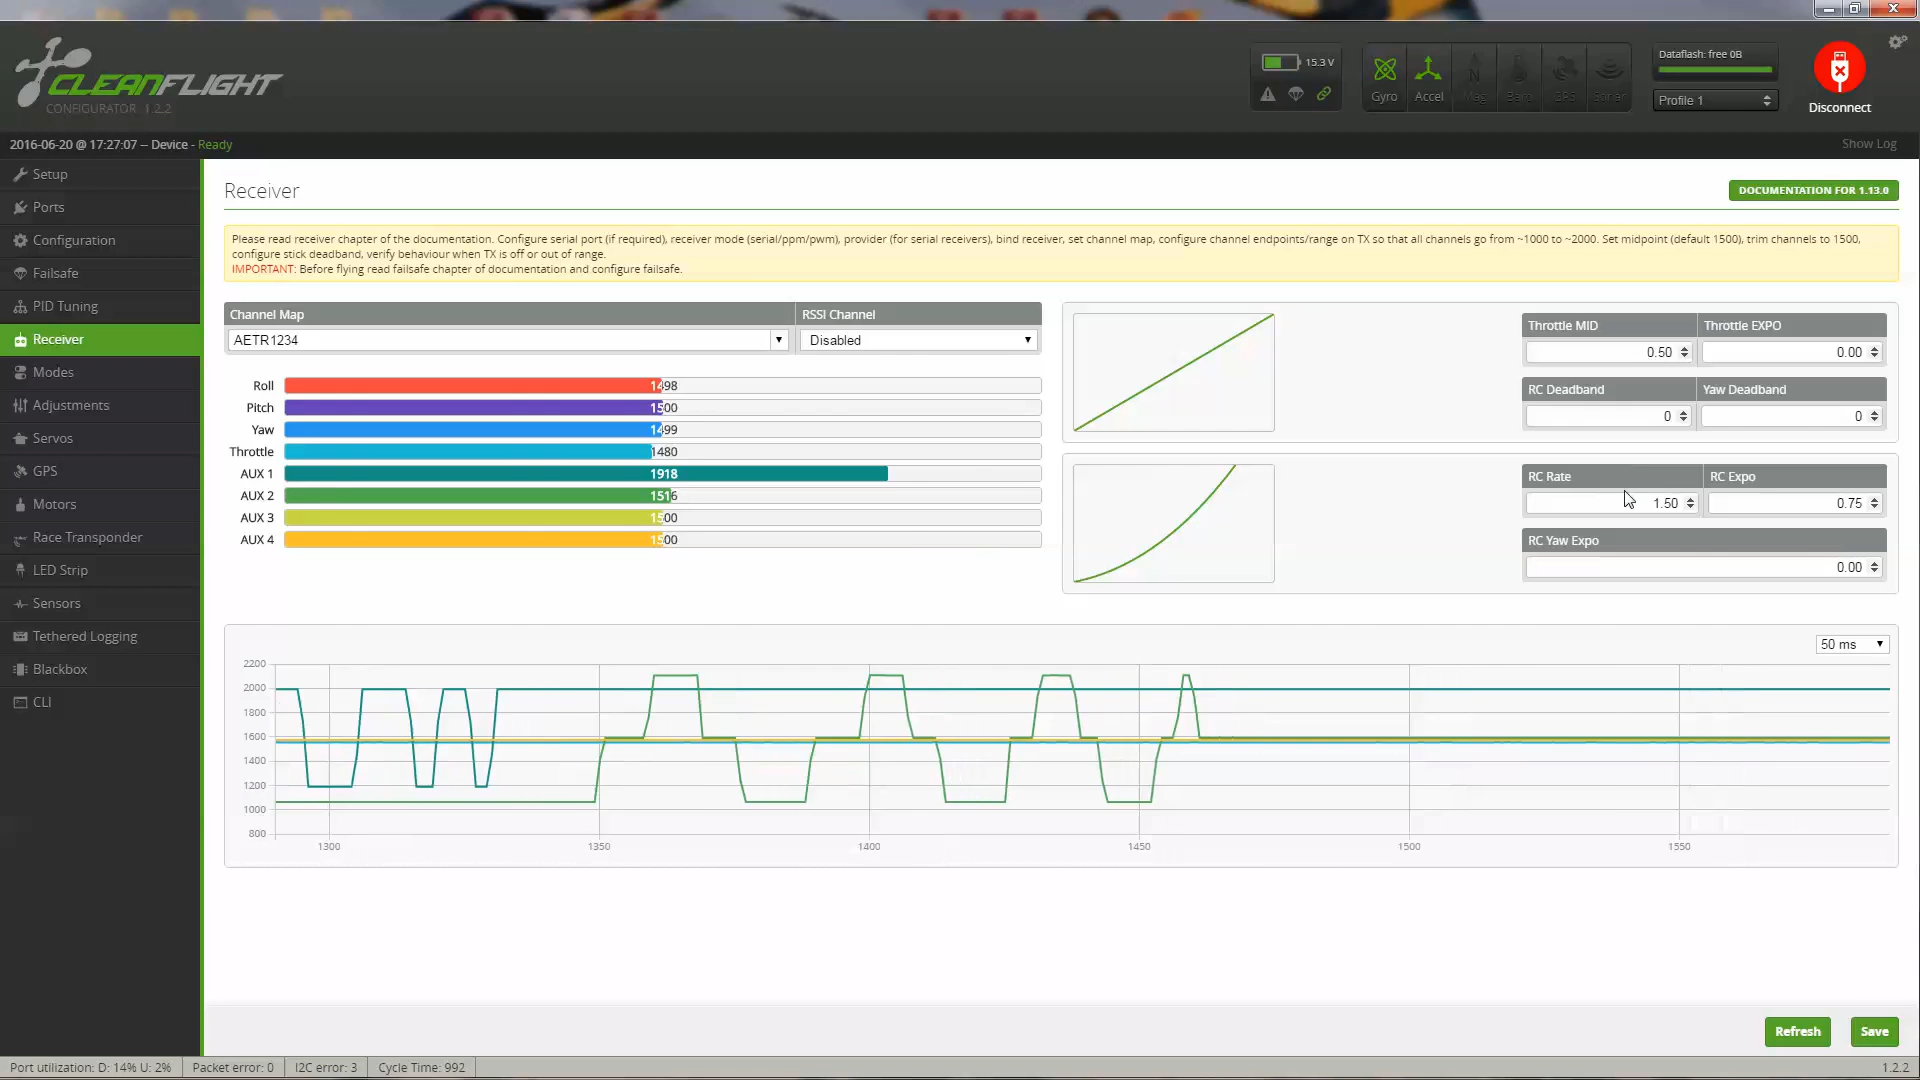 CLEANFLIGHT
CONFIGURATOR 1.2.2
15.3 V
Gyro
Accel
Mag
Baro
GPS
Sonar
Dataflash: free 0B
Profile 1
Disconnect
2016-06-20 @ 17:27:07 -- Device - Ready
Show Log
Setup
Ports
Configuration
Failsafe
PID Tuning
Receiver
Modes
Adjustments
Servos
GPS
Motors
Race Transponder
LED Strip
Sensors
Tethered Logging
Blackbox
CLI
Receiver
DOCUMENTATION FOR 1.13.0
Please read receiver chapter of the documentation. Configure serial port (if required), receiver mode (serial/ppm/pwm), provider (for serial receivers), bind receiver, set channel map, configure channel endpoints/range on TX so that all channels go from ~1000 to ~2000. Set midpoint (default 1500), trim channels to 1500,
configure stick deadband, verify behaviour when TX is off or out of range.
IMPORTANT: Before flying read failsafe chapter of documentation and configure failsafe.
Channel Map
RSSI Channel
AETR1234
Disabled
Roll 1498
Pitch 1500
Yaw 1499
Throttle 1480
AUX 1 1918
AUX 2 1516
AUX 3 1500
AUX 4 1500
Throttle MID
Throttle EXPO
0.50
0.00
RC Deadband
Yaw Deadband
0
0
RC Rate
RC Expo
1.50
0.75
RC Yaw Expo
0.00
50 ms
2200
2000
1800
1600
1400
1200
1000
800
1300
1350
1400
1450
1500
1550
Refresh
Save
Port utilization: D: 14% U: 2%
Packet error: 0
I2C error: 3
Cycle Time: 992
1.2.2